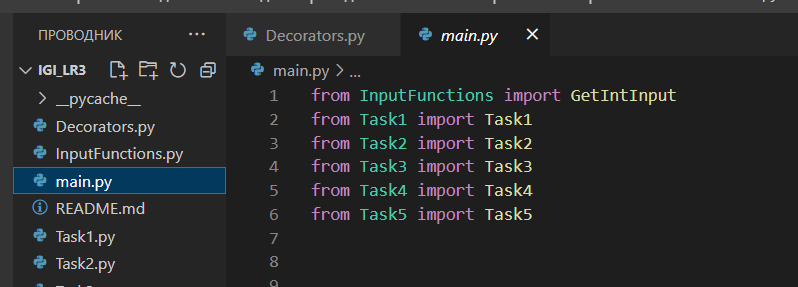 ПРОВОДНИК ...
IGI_LR3
__pycache__
Decorators.py
InputFunctions.py
main.py
README.md
Task1.py
Task2.py
Decorators.py
main.py
main.py > ...
1 from InputFunctions import GetIntInput
2 from Task1 import Task1
3 from Task2 import Task2
4 from Task3 import Task3
5 from Task4 import Task4
6 from Task5 import Task5
7
8